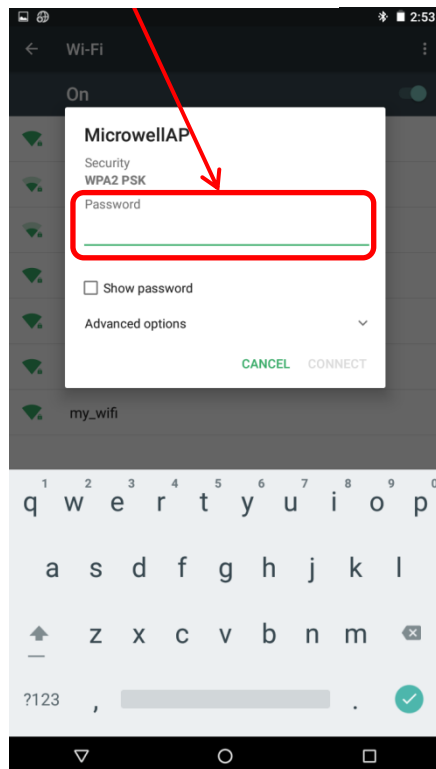 2:53
Wi-Fi
On
MicrowellAP
Security
WPA2 PSK
Password
Show password
Advanced options
CANCEL CONNECT
my_wifi
1 2 3 4 5 6 7 8 9 0
q w e r t y u i o p
a s d f g h j k l
z x c v b n m
?123 , .